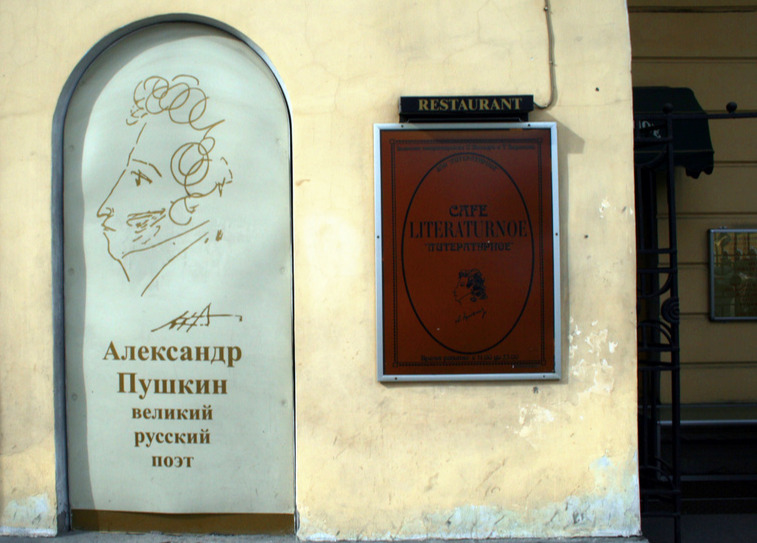 Александр
Пушкин
великий
русский
поэт
RESTAURANT
CAFE
LITERATURNOE
"ЛИТЕРАТУРНОЕ"